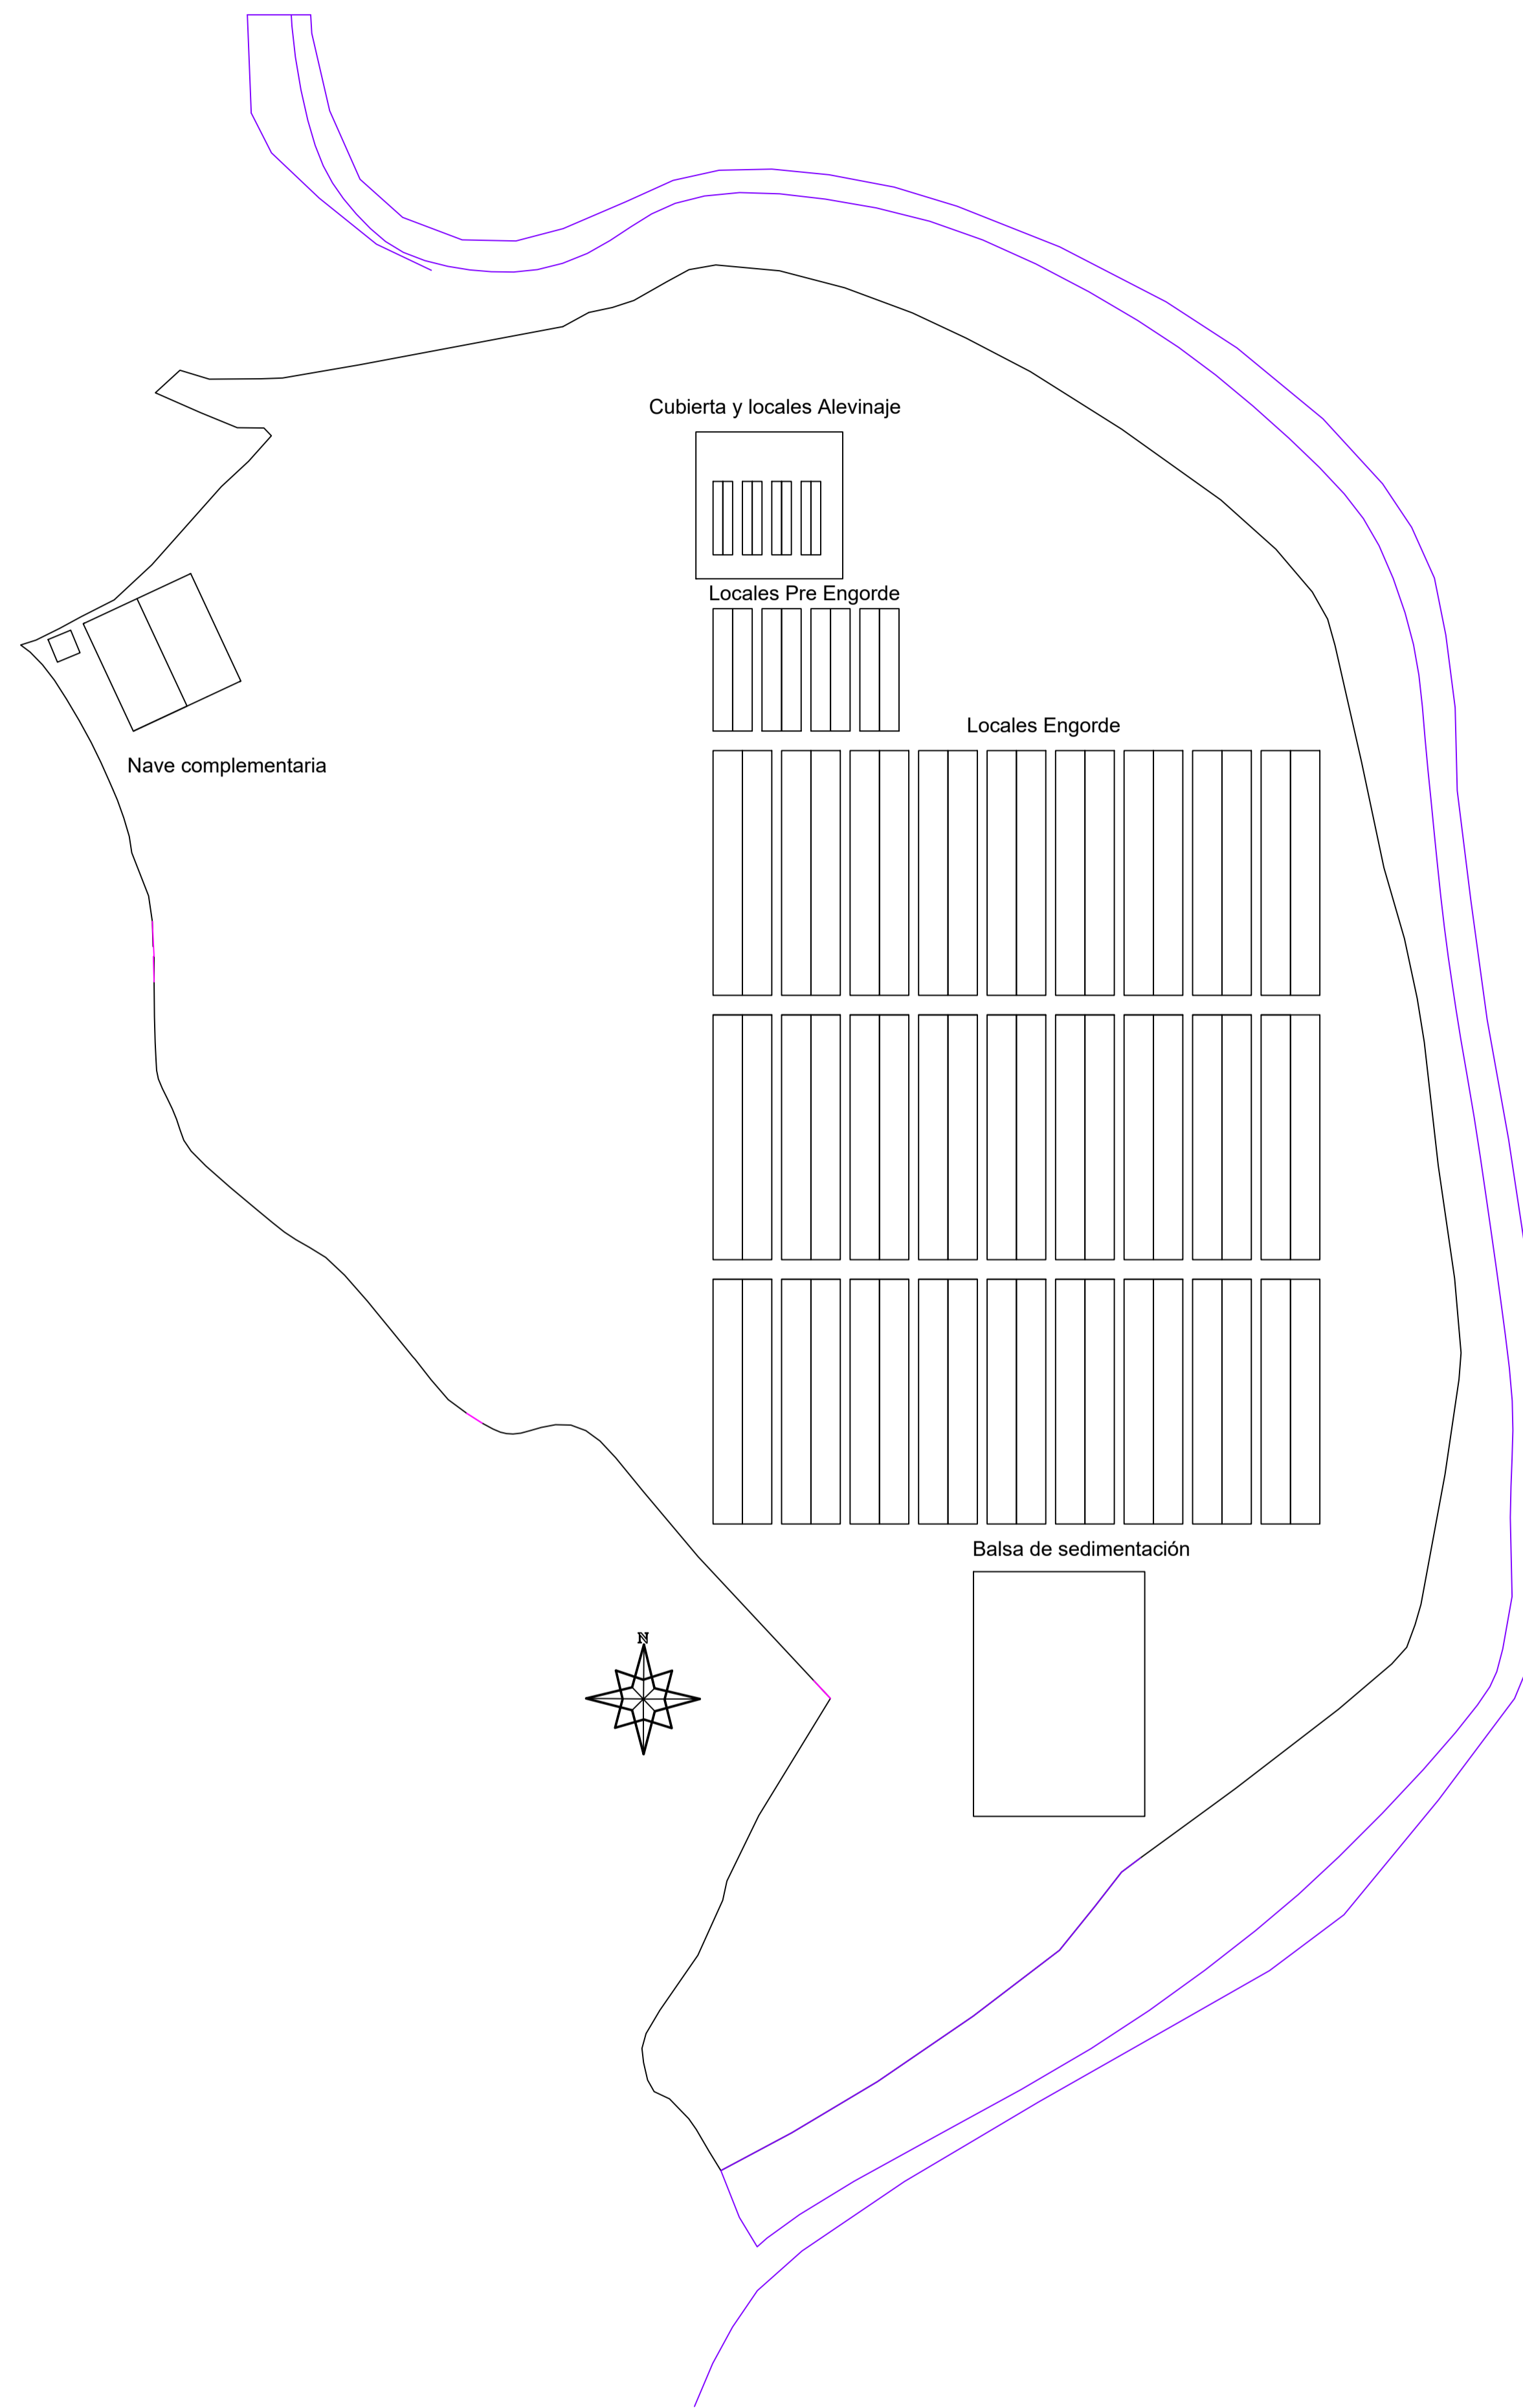 Cubierta y locales Alevinaje
Locales Pre Engorde
Locales Engorde
Nave complementaria
Balsa de sedimentación
N